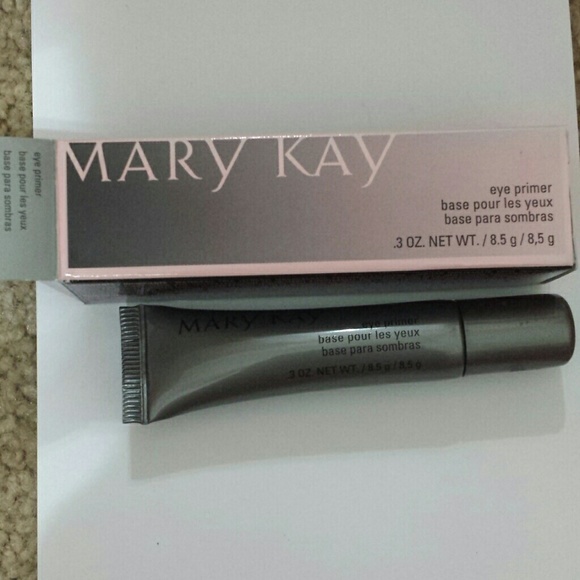 eye primer
base pour les yeux
base para sombras
MARY KAY
eye primer
base pour les yeux
base para sombras
.3 OZ. NET WT. / 8.5 g / 8,5 g
MARY KAY
eye primer
base pour les yeux
base para sombras
.3 OZ. NET WT. / 8.5 g / 8,5 g